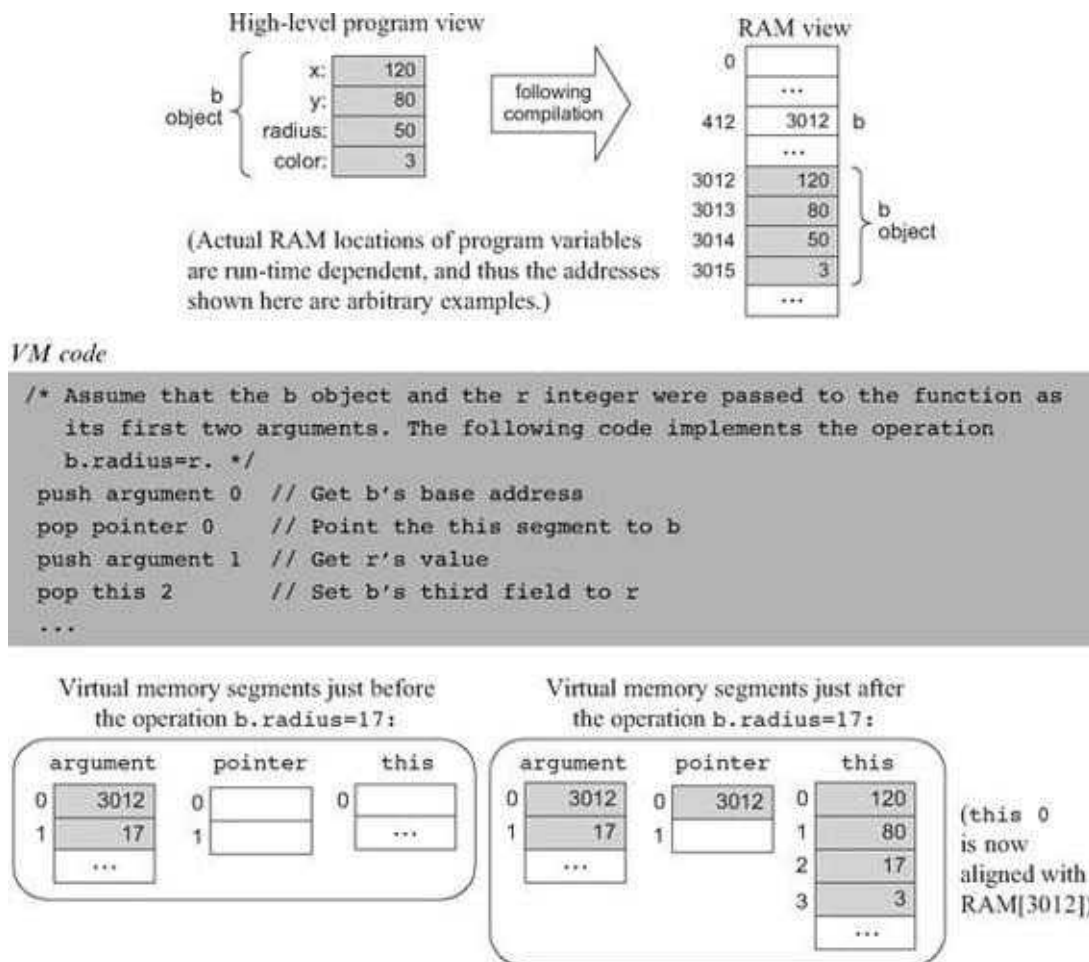 High-level program view
RAM view
b
object
x: 120
y: 80
radius: 50
color: 3
following
compilation
0
...
412 3012 b
...
3012 120
3013 80
3014 50
3015 3
...
b
object
(Actual RAM locations of program variables
are run-time dependent, and thus the addresses
shown here are arbitrary examples.)
VM code
/* Assume that the b object and the r integer were passed to the function as
its first two arguments. The following code implements the operation
b.radius=r. */
push argument 0 // Get b's base address
pop pointer 0 // Point the this segment to b
push argument 1 // Get r's value
pop this 2 // Set b's third field to r
...
Virtual memory segments just before
the operation b.radius=17:
argument pointer this
0 3012 0 0
1 17 1 ...
...
Virtual memory segments just after
the operation b.radius=17:
argument pointer this
0 3012 0 3012 0 120
1 17 1 1 80
... 2 17
3 3
...
(this 0
is now
aligned with
RAM[3012])